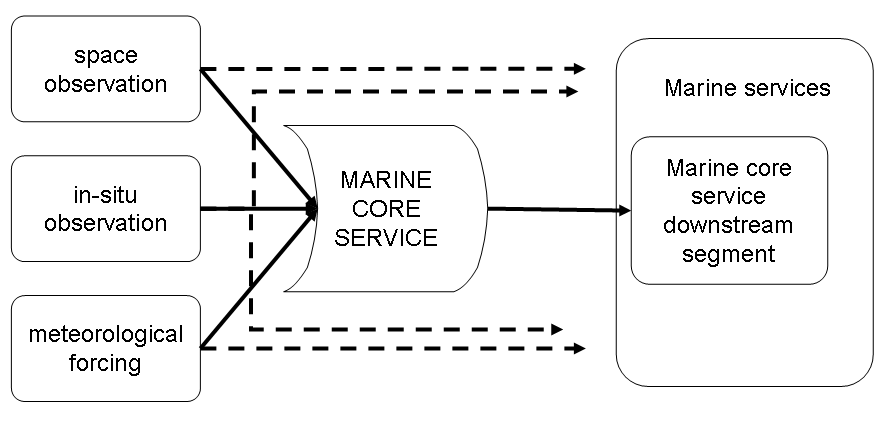 space
observation
in-situ
observation
meteorological
forcing
MARINE
CORE
SERVICE
Marine services
Marine core
service
downstream
segment